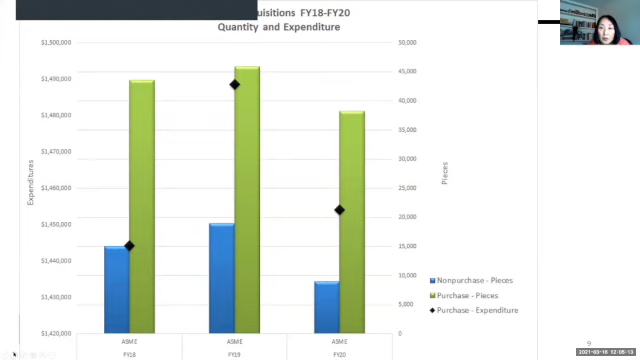 quisitions FY18-FY20
Quantity and Expenditure
$1,500,000
$1,490,000
$1,480,000
$1,470,000
$1,460,000
$1,450,000
$1,440,000
$1,430,000
$1,420,000
Expenditures
50,000
45,000
40,000
35,000
30,000
25,000
20,000
15,000
10,000
5,000
0
Pieces
Nonpurchase - Pieces
Purchase - Pieces
Purchase - Expenditure
ASME
ASME
ASME
FY18
FY19
FY20
9
2021-03-16 12:05:13